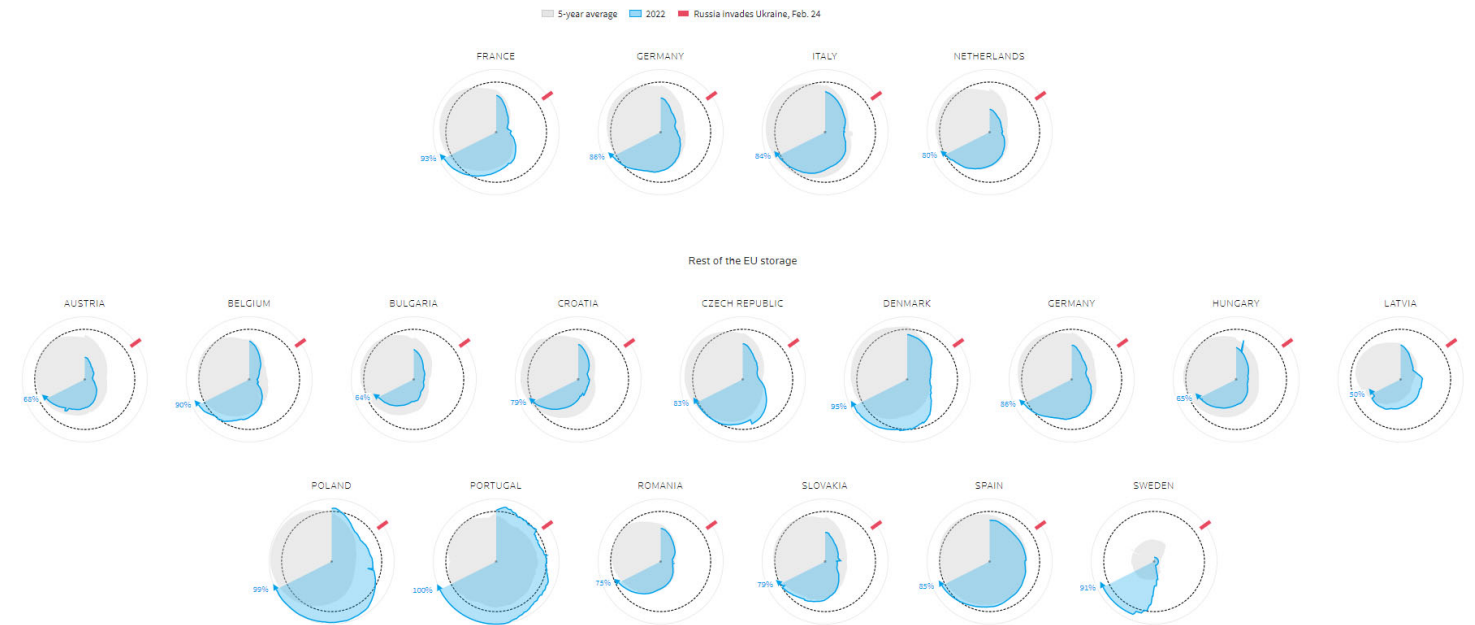 5-year average 2022 Russia invades Ukraine, Feb. 24
FRANCE GERMANY ITALY NETHERLANDS
93% 86% 84% 80%
Rest of the EU storage
AUSTRIA BELGIUM BULGARIA CROATIA CZECH REPUBLIC DENMARK GERMANY HUNGARY LATVIA
68% 90% 64% 79% 83% 95% 86% 65% 50%
POLAND PORTUGAL ROMANIA SLOVAKIA SPAIN SWEDEN
99% 100% 75% 79% 85% 91%